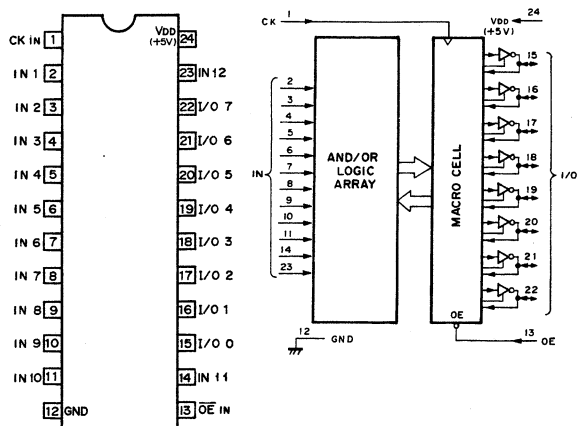 CK IN 1
VDD
(+5V) 24
IN 1 2
23 IN 12
IN 2 3
22 I/O 7
IN 3 4
21 I/O 6
IN 4 5
20 I/O 5
IN 5 6
19 I/O 4
IN 6 7
18 I/O 3
IN 7 8
17 I/O 2
IN 8 9
16 I/O 1
IN 9 10
15 I/O 0
IN 10 11
14 IN 11
12 GND
13 OE IN
CK 1
VDD 24
(+5V)
IN
2
3
4
5
6
7
8
9
10
11
14
23
AND/OR
LOGIC
ARRAY
MACRO CELL
OE
15
16
17
18
19
20
21
22
I/O
12 GND
13 OE